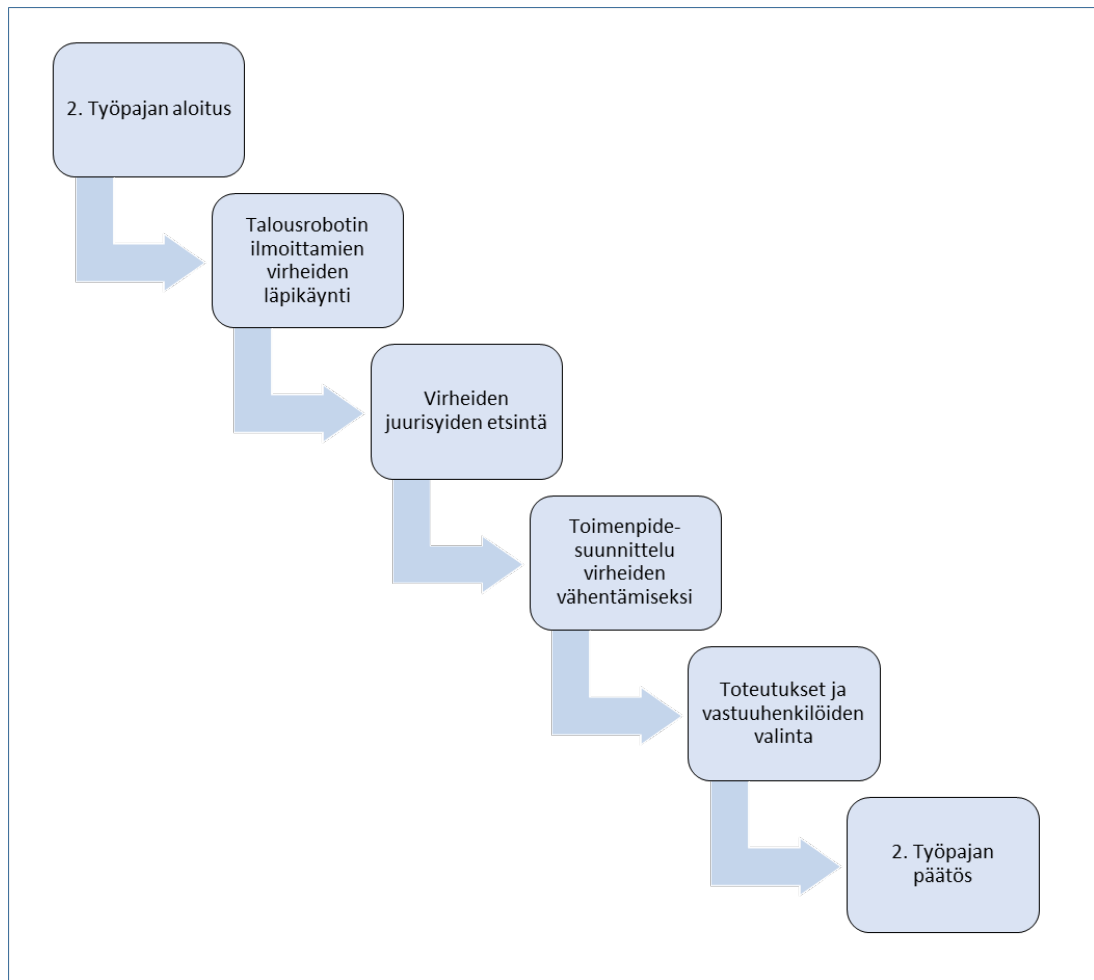 2. Työpajan aloitus
Talousrobotin
ilmoittamien
virheiden
läpikäynti
Virheiden
juurisyiden etsintä
Toimenpide-
suunnittelu
virheiden
vähentämiseksi
Toteutukset ja
vastuuhenkilöiden
valinta
2. Työpajan
päätös